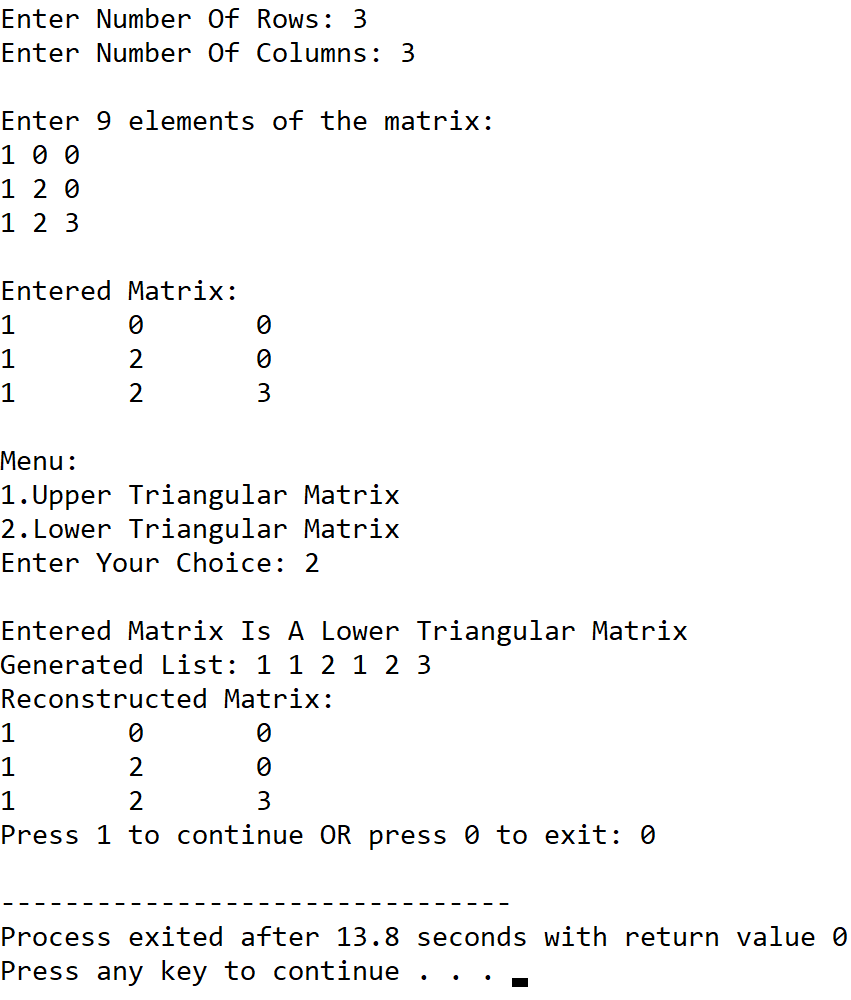 Enter Number Of Rows: 3
Enter Number Of Columns: 3
Enter 9 elements of the matrix:
1 0 0
1 2 0
1 2 3
Entered Matrix:
1 0 0
1 2 0
1 2 3
Menu:
1.Upper Triangular Matrix
2.Lower Triangular Matrix
Enter Your Choice: 2
Entered Matrix Is A Lower Triangular Matrix
Generated List: 1 1 2 1 2 3
Reconstructed Matrix:
1 0 0
1 2 0
1 2 3
Press 1 to continue OR press 0 to exit: 0
--------------------------------
Process exited after 13.8 seconds with return value 0
Press any key to continue . . .